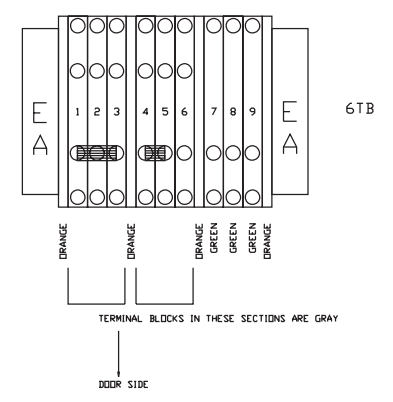 E
A
1 2 3 4 5 6 7 8 9
E
A
6TB
ORANGE
ORANGE
ORANGE
GREEN
GREEN
GREEN
ORANGE
TERMINAL BLOCKS IN THESE SECTIONS ARE GRAY
DOOR SIDE